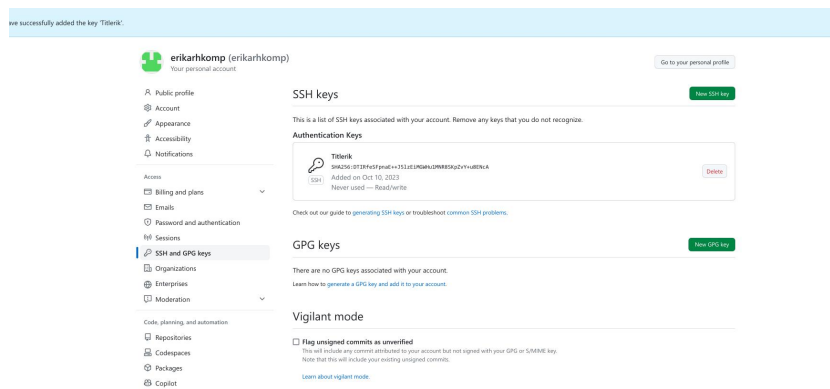 ave successfully added the key 'Titlerik'.
erikarhkomp (erikarhkomp)
Your personal account
Go to your personal profile
Public profile
Account
Appearance
Accessibility
Notifications
Access
Billing and plans
Emails
Password and authentication
Sessions
SSH and GPG keys
Organizations
Enterprises
Moderation
Code, planning, and automation
Repositories
Codespaces
Packages
Copilot
SSH keys
New SSH key
This is a list of SSH keys associated with your account. Remove any keys that you do not recognize.
Authentication Keys
SSH
Titlerik
Added on Oct 10, 2023
Never used — Read/write
Delete
Check out our guide to generating SSH keys or troubleshoot common SSH problems.
GPG keys
New GPG key
There are no GPG keys associated with your account.
Learn how to generate a GPG key and add it to your account.
Vigilant mode
Flag unsigned commits as unverified
This will include any commit attributed to your account but not signed with your GPG or S/MIME key.
Note that this will include your existing unsigned commits.
Learn about vigilant mode